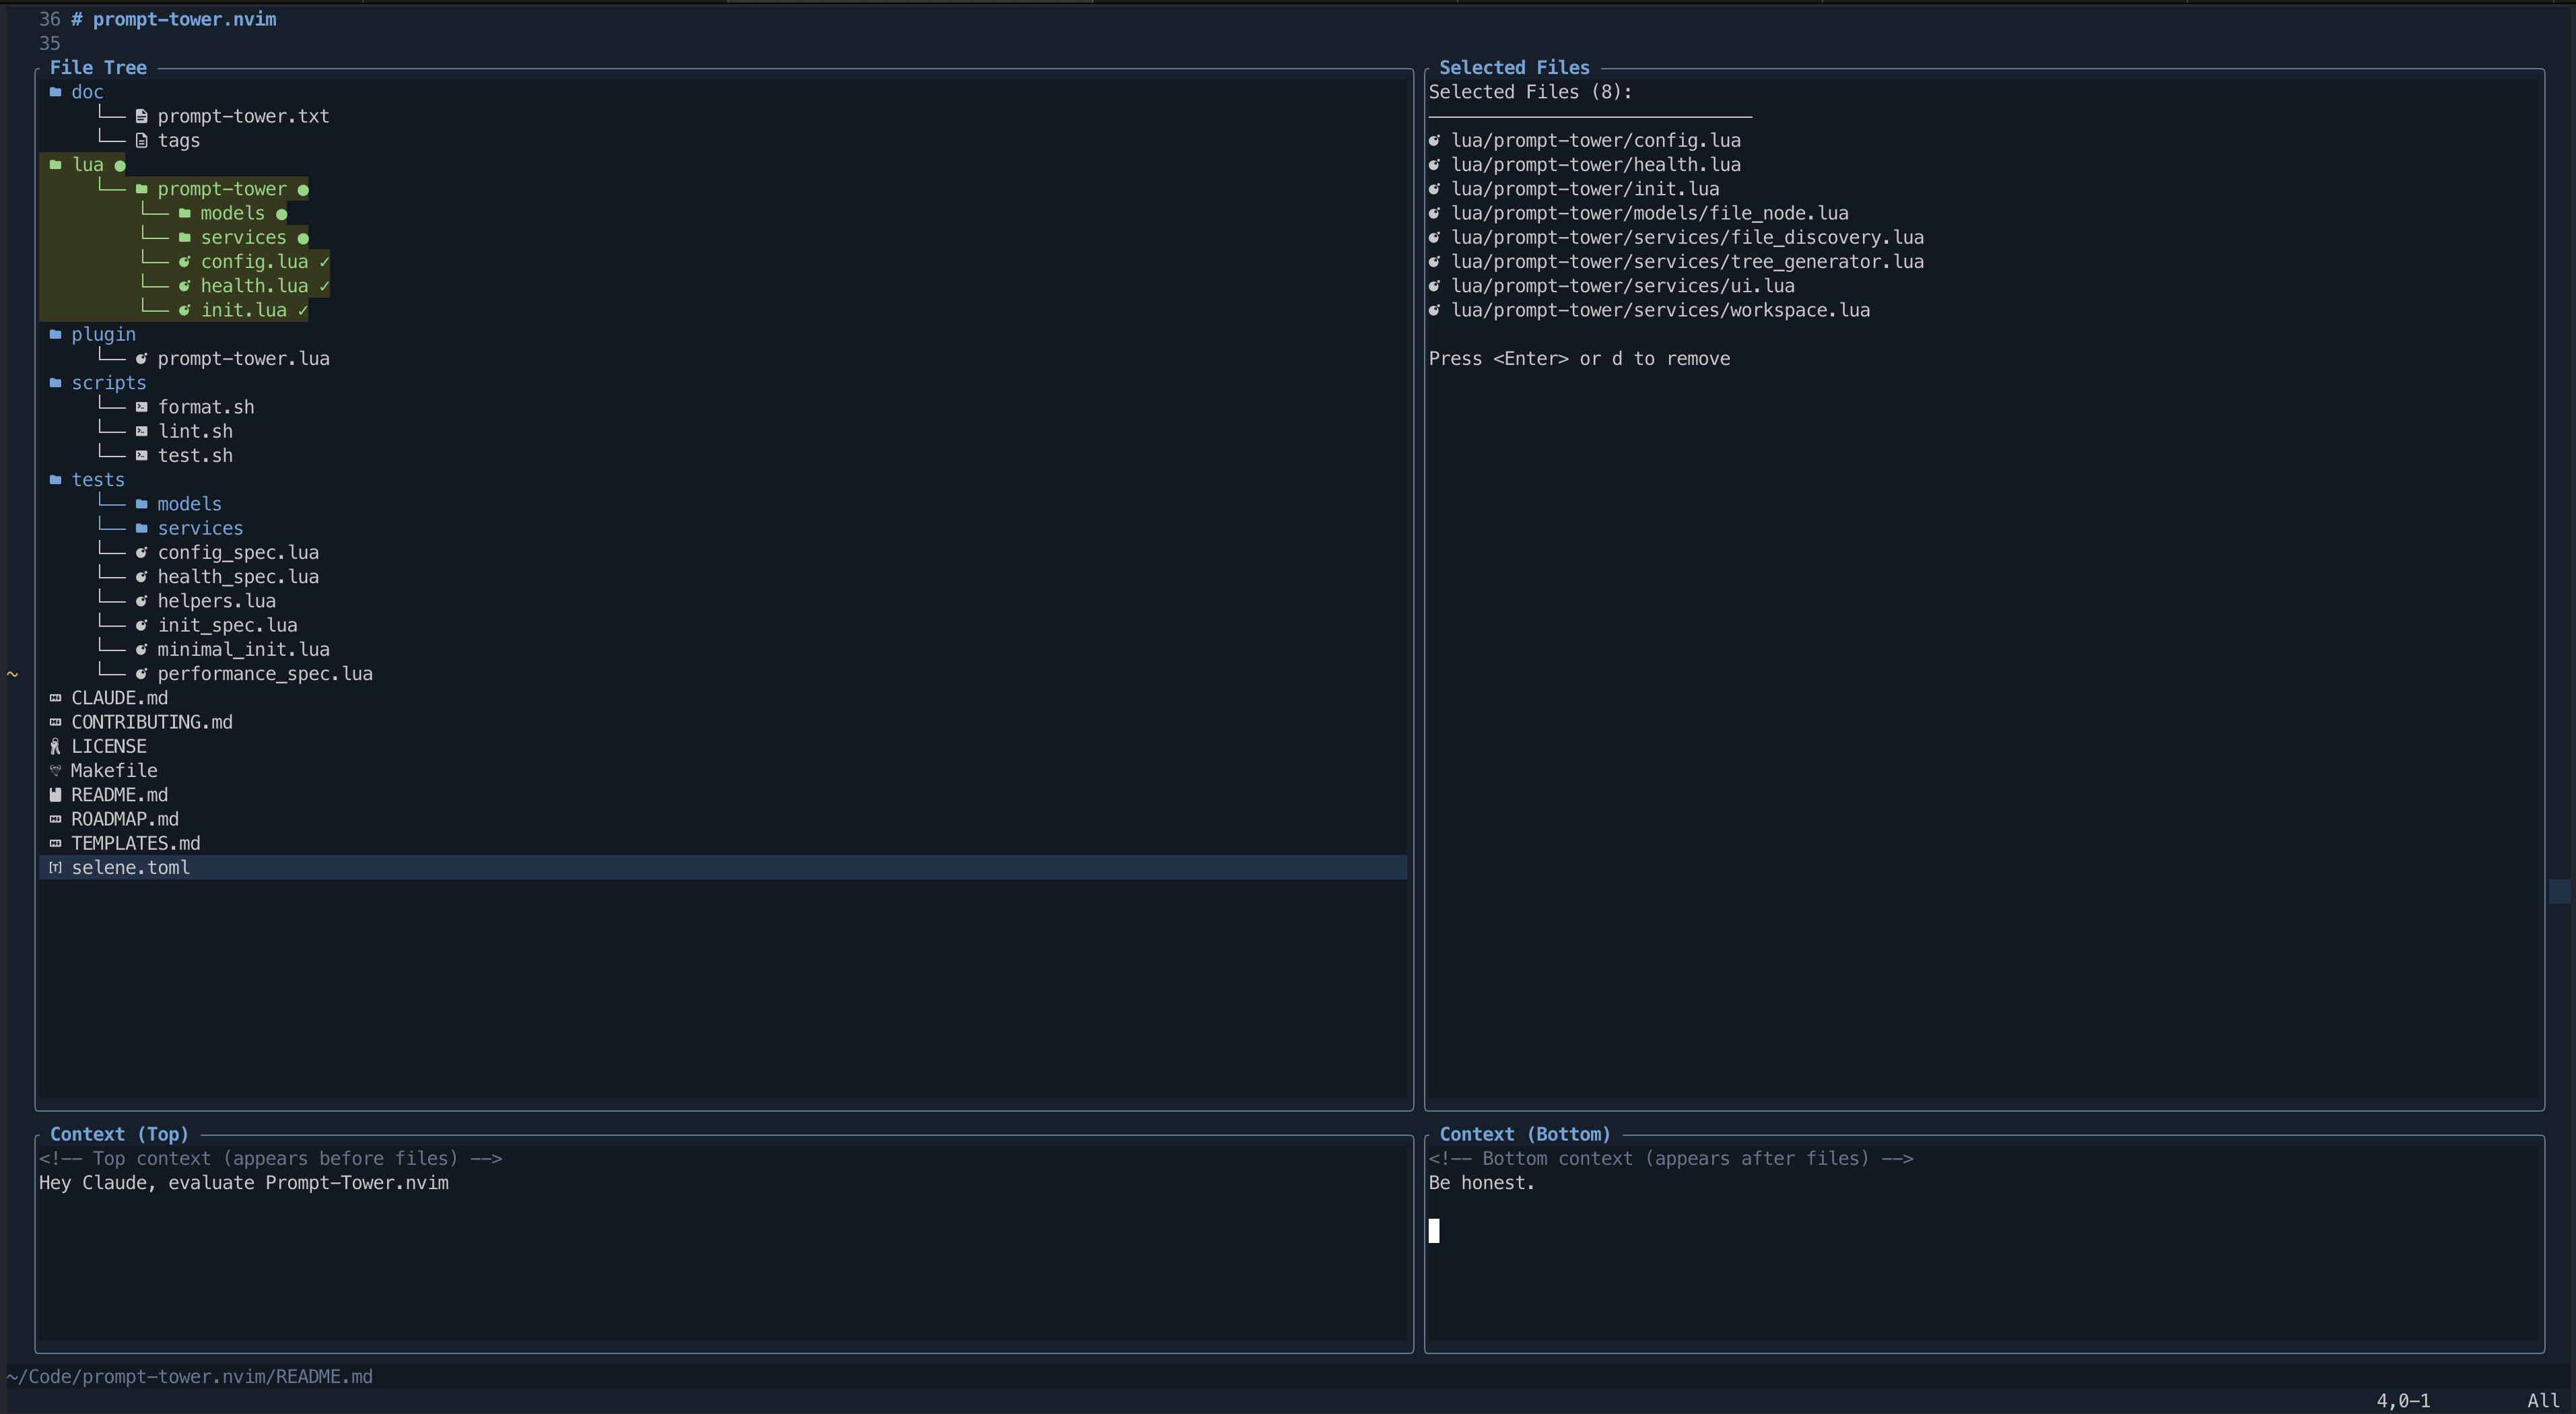 36 # prompt-tower.nvim
35
File Tree
doc
prompt-tower.txt
tags
lua ●
prompt-tower ●
models ●
services ●
config.lua ✓
health.lua ✓
init.lua ✓
plugin
prompt-tower.lua
scripts
format.sh
lint.sh
test.sh
tests
models
services
config_spec.lua
health_spec.lua
helpers.lua
init_spec.lua
minimal_init.lua
~
performance_spec.lua
CLAUDE.md
CONTRIBUTING.md
LICENSE
Makefile
README.md
ROADMAP.md
TEMPLATES.md
[T] selene.toml
Selected Files
Selected Files (8):
lua/prompt-tower/config.lua
lua/prompt-tower/health.lua
lua/prompt-tower/init.lua
lua/prompt-tower/models/file_node.lua
lua/prompt-tower/services/file_discovery.lua
lua/prompt-tower/services/tree_generator.lua
lua/prompt-tower/services/ui.lua
lua/prompt-tower/services/workspace.lua
Press <Enter> or d to remove
Context (Top)
<!-- Top context (appears before files) -->
Hey Claude, evaluate Prompt-Tower.nvim
Context (Bottom)
<!-- Bottom context (appears after files) -->
Be honest.
~/Code/prompt-tower.nvim/README.md
4,0-1 All